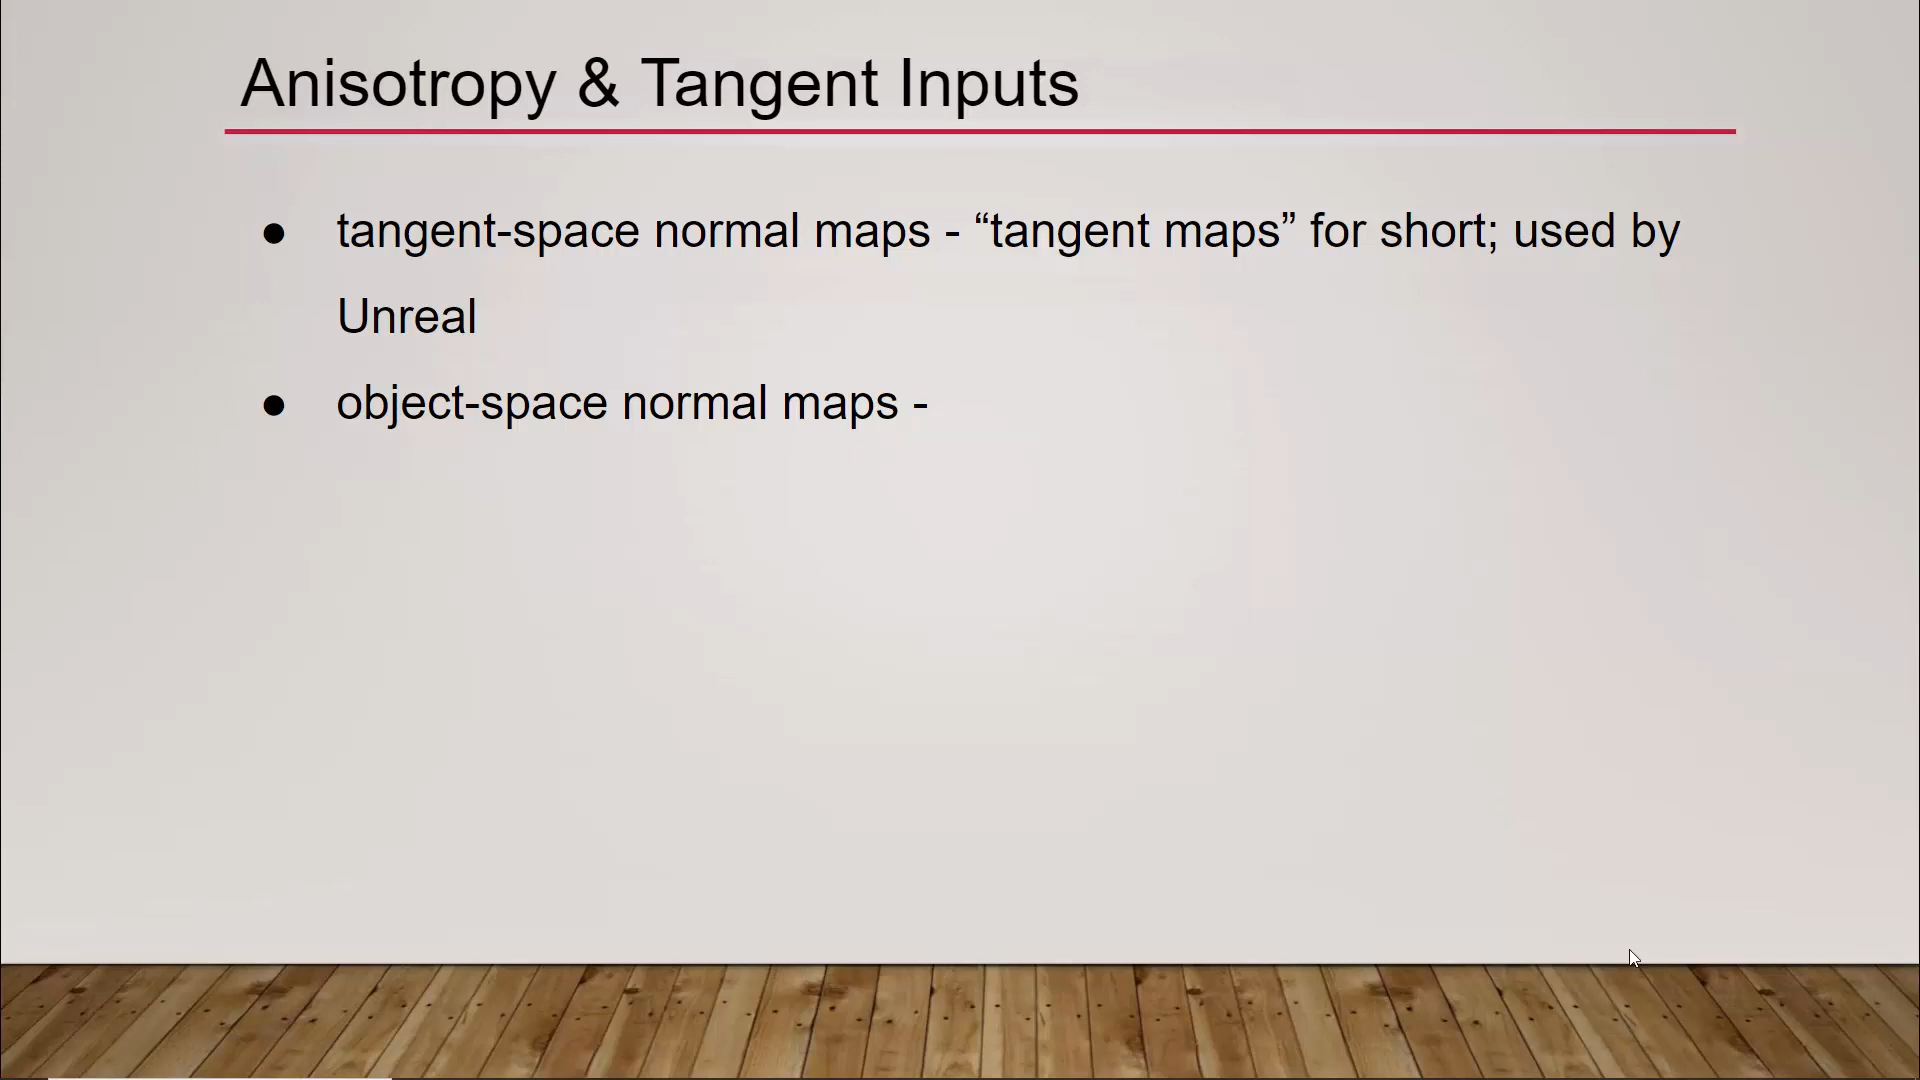 Anisotropy & Tangent Inputs
● tangent-space normal maps - “tangent maps” for short; used by
Unreal
● object-space normal maps -